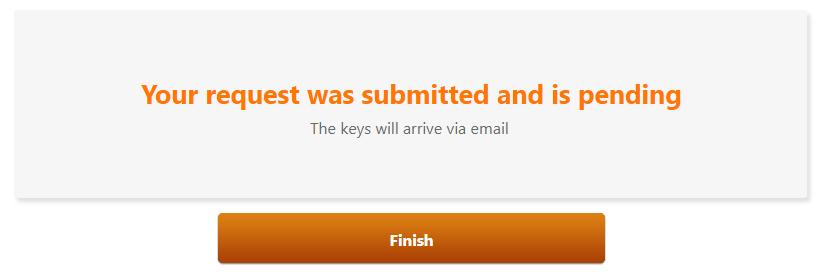 Your request was submitted and is pending
The keys will arrive via email
Finish